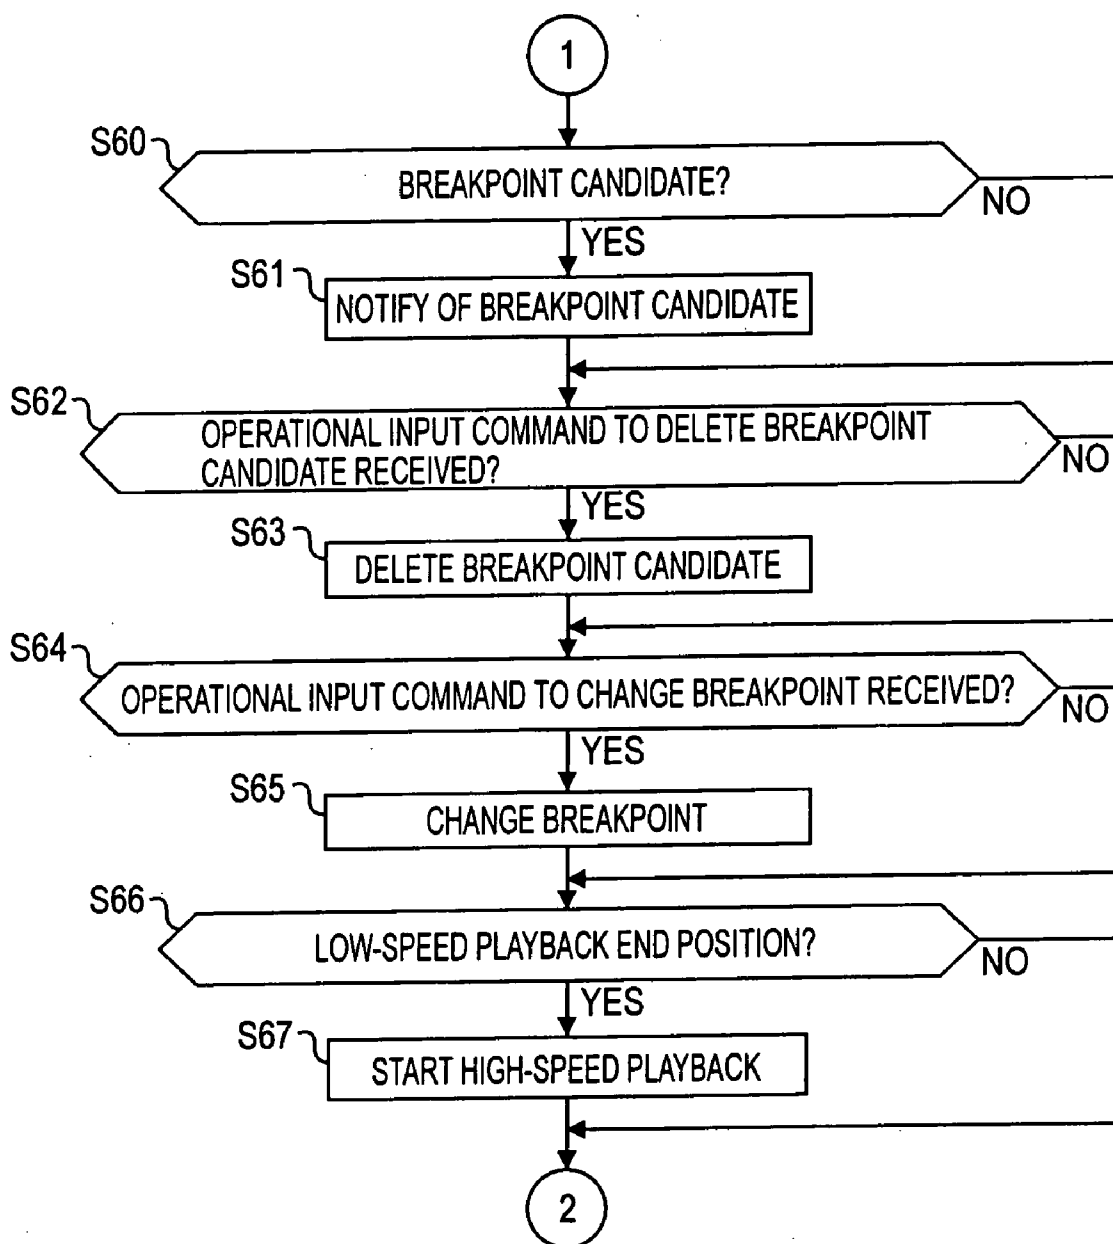 1
S60
BREAKPOINT CANDIDATE?
NO
YES
S61
NOTIFY OF BREAKPOINT CANDIDATE
S62
OPERATIONAL INPUT COMMAND TO DELETE BREAKPOINT
CANDIDATE RECEIVED?
NO
YES
S63
DELETE BREAKPOINT CANDIDATE
S64
OPERATIONAL INPUT COMMAND TO CHANGE BREAKPOINT RECEIVED?
NO
YES
S65
CHANGE BREAKPOINT
S66
LOW-SPEED PLAYBACK END POSITION?
NO
YES
S67
START HIGH-SPEED PLAYBACK
2